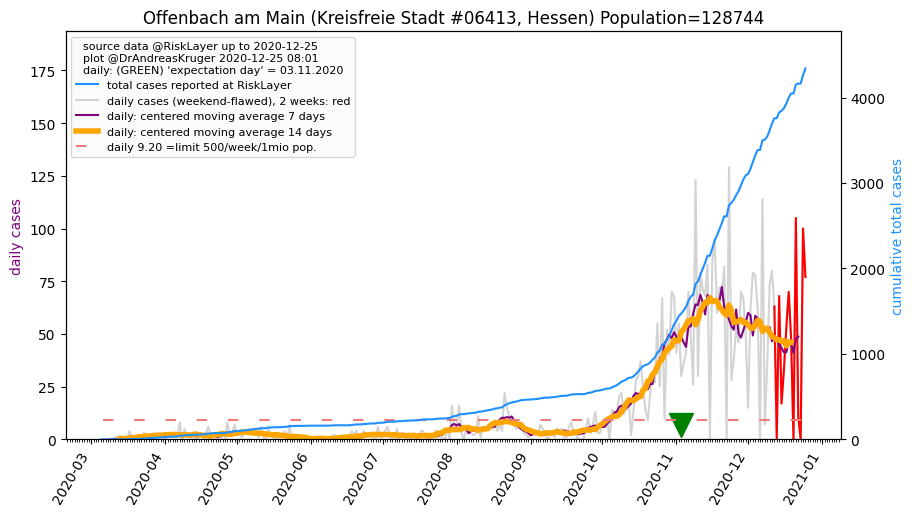 Offenbach am Main (Kreisfreie Stadt #06413, Hessen) Population=128744
source data @RiskLayer up to 2020-12-25
plot @DrAndreasKruger 2020-12-25 08:01
daily: (GREEN) 'expectation day' = 03.11.2020
total cases reported at RiskLayer
daily cases (weekend-flawed), 2 weeks: red
daily: centered moving average 7 days
daily: centered moving average 14 days
daily 9.20 =limit 500/week/1mio pop.
daily cases
175
150
125
100
75
50
25
0
cumulative total cases
4000
3000
2000
1000
0
2020-03
2020-04
2020-05
2020-06
2020-07
2020-08
2020-09
2020-10
2020-11
2020-12
2021-01